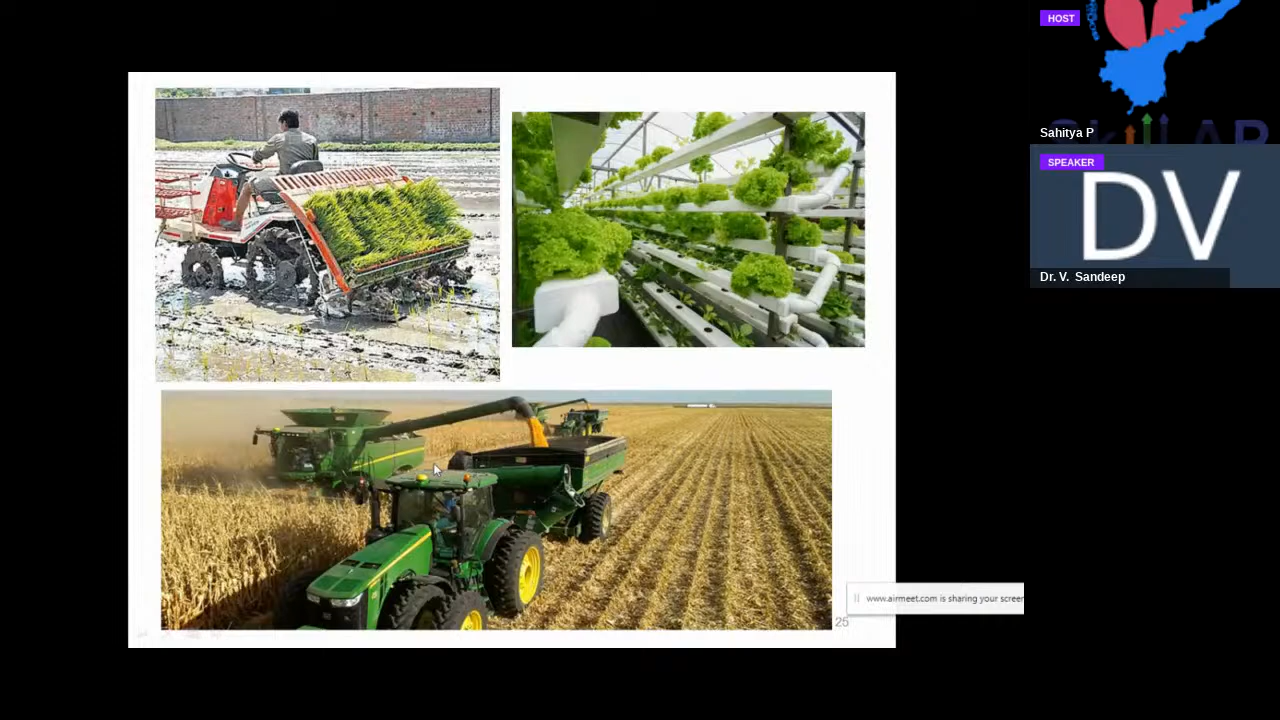 HOST
Sahitya P
SPEAKER
DV
Dr. V. Sandeep
www.airmeet.com is sharing your screen
25